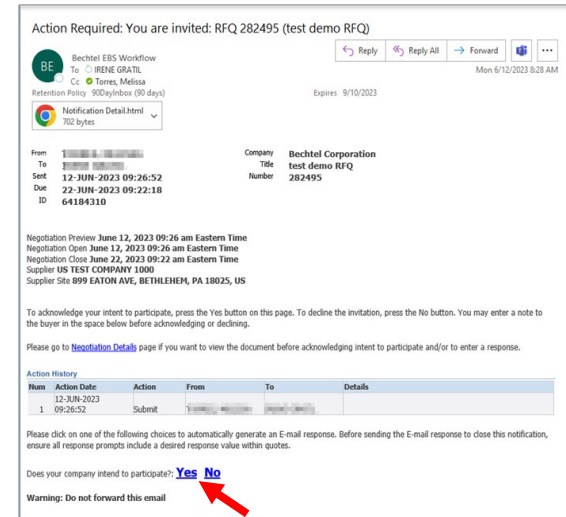 Action Required: You are invited: RFQ 282495 (test demo RFQ)
Reply Reply All Forward
BE
Bechtel EBS Workflow
To IRENE GRATIL
Cc Torres, Melissa
Mon 6/12/2023 8:28 AM
Retention Policy 90DayInbox (90 days) Expires 9/10/2023
Notification Detail.html
702 bytes
From Company Bechtel Corporation
To Title test demo RFQ
Sent 12-JUN-2023 09:26:52 Number 282495
Due 22-JUN-2023 09:22:18
ID 64184310
Negotiation Preview June 12, 2023 09:26 am Eastern Time
Negotiation Open June 12, 2023 09:26 am Eastern Time
Negotiation Close June 22, 2023 09:22 am Eastern Time
Supplier US TEST COMPANY 1000
Supplier Site 899 EATON AVE, BETHLEHEM, PA 18025, US
To acknowledge your intent to participate, press the Yes button on this page. To decline the invitation, press the No button. You may enter a note to
the buyer in the space below before acknowledging or declining.
Please go to Negotiation Details page if you want to view the document before acknowledging intent to participate and/or to enter a response.
Action History
Num Action Date Action From To Details
12-JUN-2023
1 09:26:52 Submit
Please click on one of the following choices to automatically generate an E-mail response. Before sending the E-mail response to close this notification,
ensure all response prompts include a desired response value within quotes.
Does your company intend to participate?: Yes No
Warning: Do not forward this email